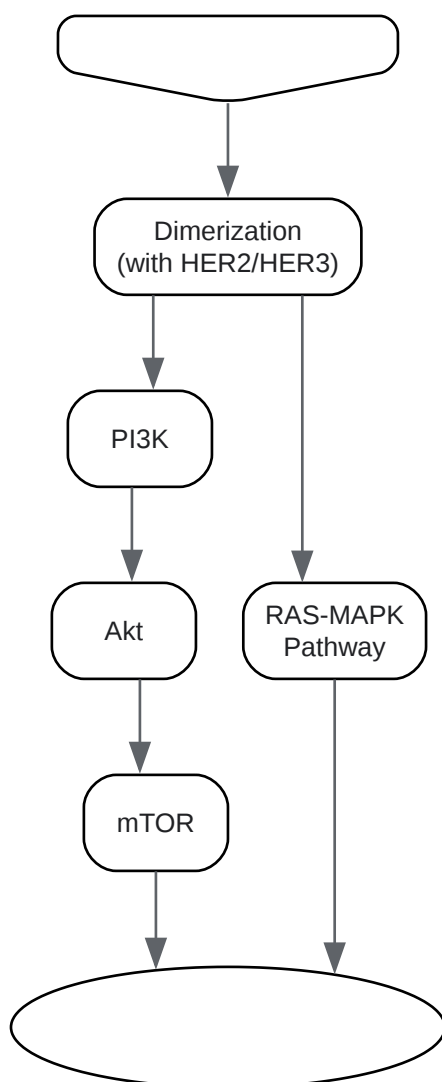 Dimerization
(with HER2/HER3)
PI3K
Akt
RAS-MAPK
Pathway
mTOR